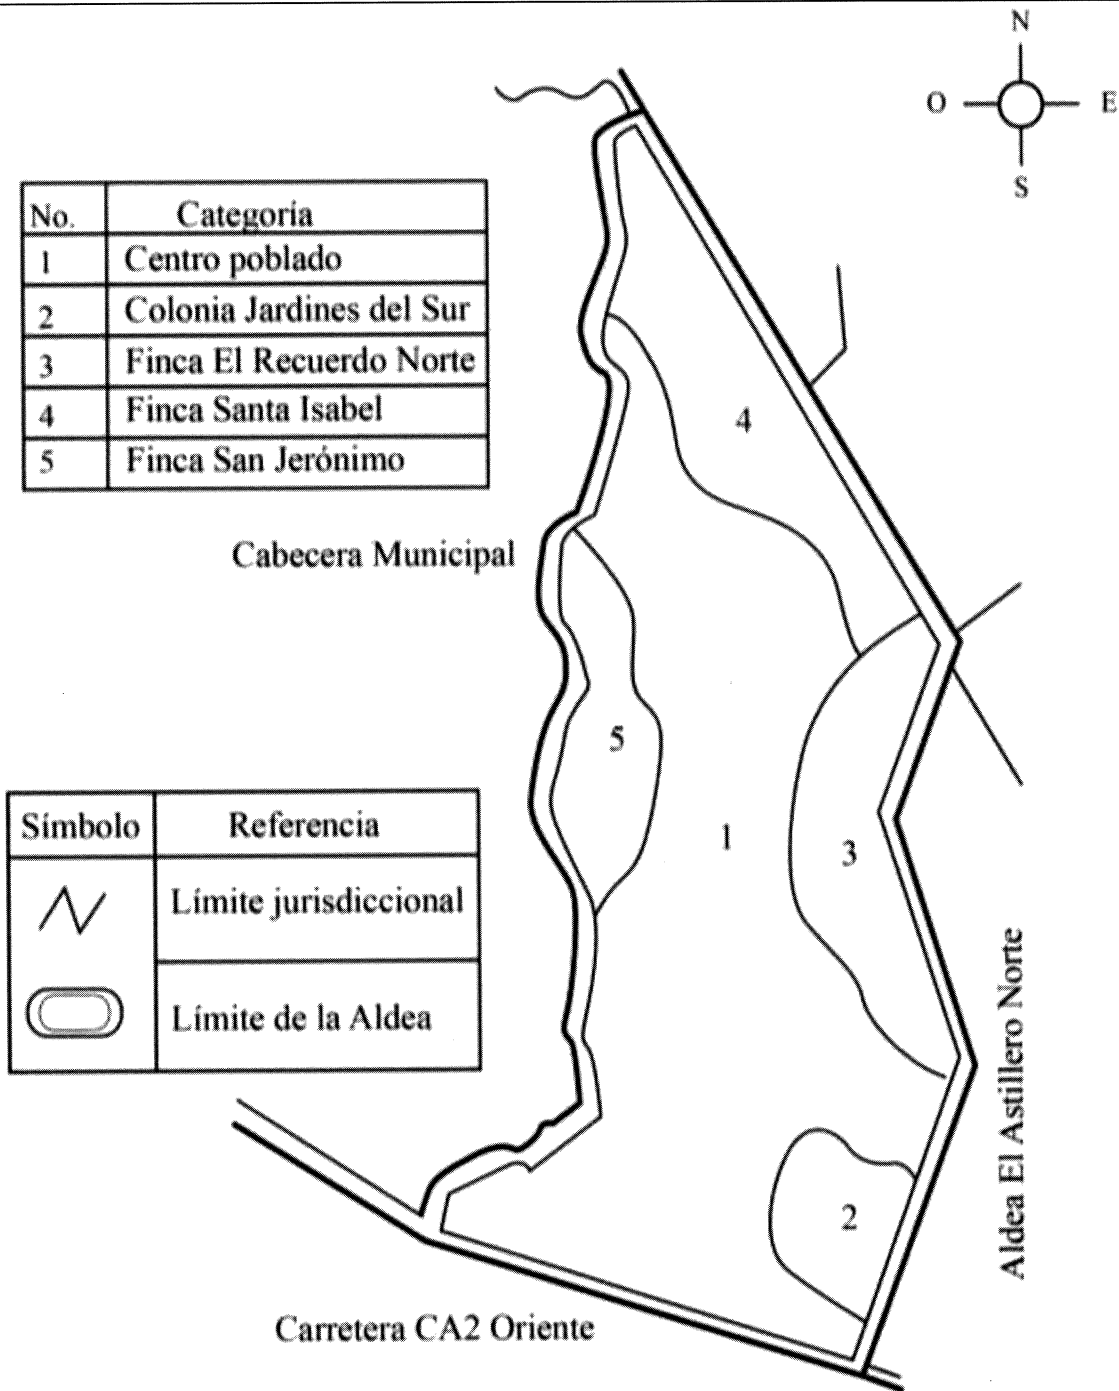 N
O E
S
No. Categoría
1 Centro poblado
2 Colonia Jardines del Sur
3 Finca El Recuerdo Norte
4 Finca Santa Isabel
5 Finca San Jerónimo
4
Cabecera Municipal
5
1
3
Símbolo Referencia
Límite jurisdiccional
Límite de la Aldea
Aldea El Astillero Norte
2
Carretera CA2 Oriente